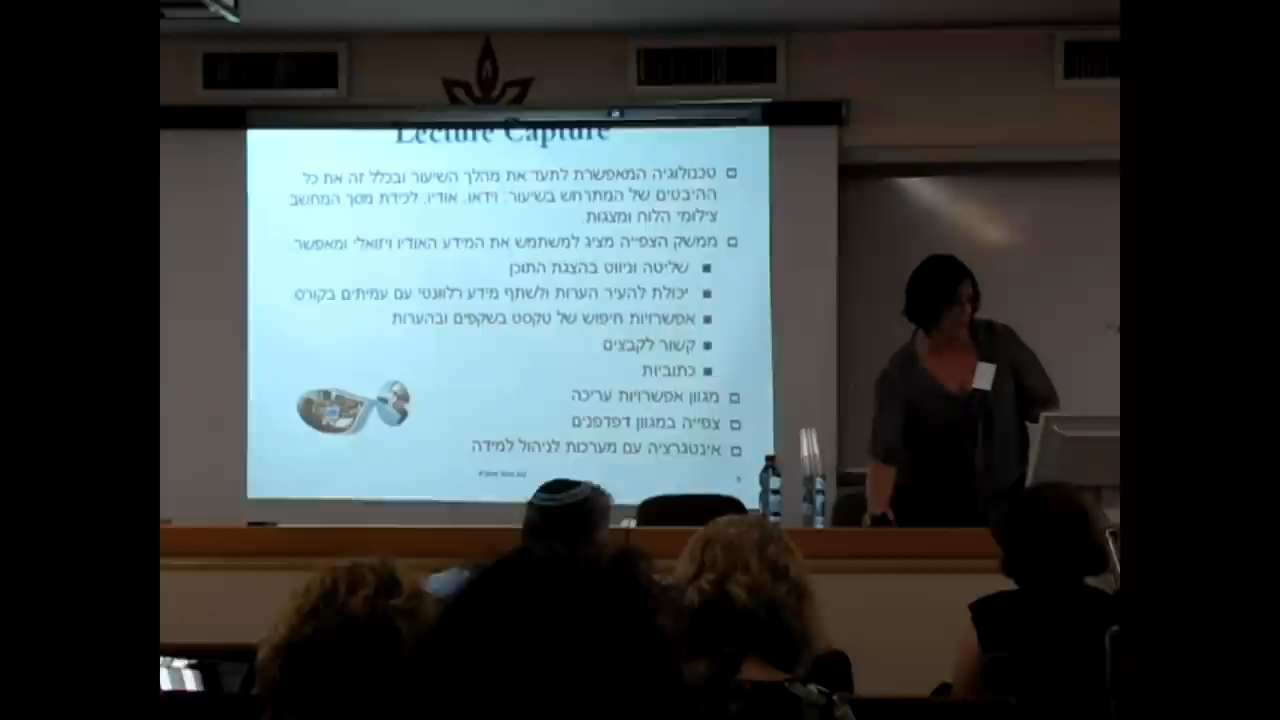 Lecture Capture
טכנולוגיה המאפשרת לתעד את מהלך השיעור ובכלל זה את כל
ההיבטים של המתרחש בשיעור: וידאו, אודיו, לכידת מסך המחשב
צילומי הלוח ומצגות.
ממשק הצפייה מציג למשתמש את המידע האודיו ויזואלי ומאפשר:
שליטה וניווט בהצגת התוכן
יכולת להעיר הערות ולשתף מידע רלוונטי עם עמיתים בקורס
אפשרויות חיפוש של טקסט בשקפים ובהערות
קשור לקבצים
כתוביות
מגוון אפשרויות עריכה
צפייה במגוון דפדפנים
אינטגרציה עם מערכות לניהול למידה